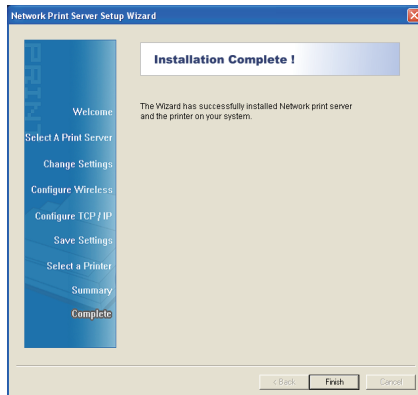 Network Print Server Setup Wizard
PRINT
Installation Complete !
The Wizard has successfully installed Network print server
and the printer on your system.
Welcome
Select A Print Server
Change Settings
Configure Wireless
Configure TCP / IP
Save Settings
Select a Printer
Summary
Complete
< Back
Finish
Cancel